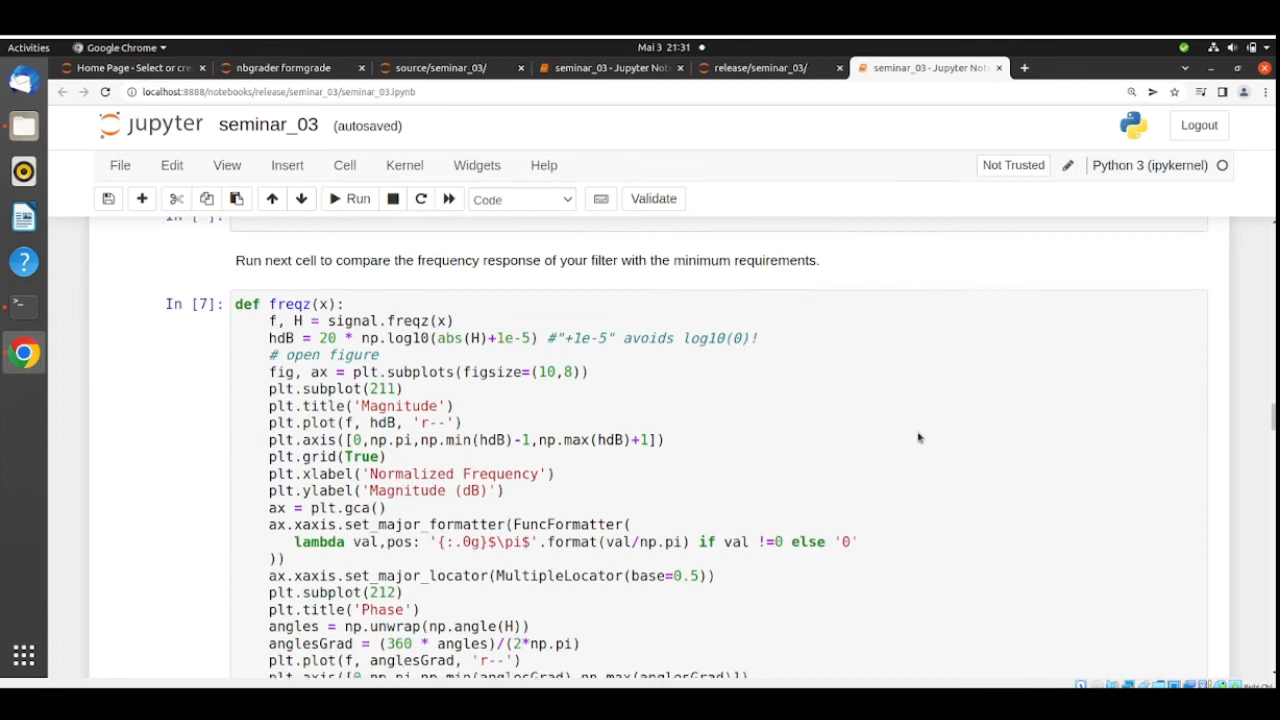 Activities Google Chrome Mai 3 21:31
Home Page - Select or cre nbgrader formgrade source/seminar_03/ seminar_03 - Jupyter Not release/seminar_03/ seminar_03 - Jupyter Not
localhost:8888/notebooks/release/seminar_03/seminar_03.ipynb
jupyter seminar_03 (autosaved) Logout
File Edit View Insert Cell Kernel Widgets Help Not Trusted Python 3 (ipykernel)
Run Code Validate
In [ ]:
Run next cell to compare the frequency response of your filter with the minimum requirements.
In [7]: def freqz(x):
f, H = signal.freqz(x)
hdB = 20 * np.log10(abs(H)+1e-5) #"+1e-5" avoids log10(0)!
# open figure
fig, ax = plt.subplots(figsize=(10,8))
plt.subplot(211)
plt.title('Magnitude')
plt.plot(f, hdB, 'r--')
plt.axis([0,np.pi,np.min(hdB)-1,np.max(hdB)+1])
plt.grid(True)
plt.xlabel('Normalized Frequency')
plt.ylabel('Magnitude (dB)')
ax = plt.gca()
ax.xaxis.set_major_formatter(FuncFormatter(
lambda val,pos: '{:.0g}$\pi$'.format(val/np.pi) if val !=0 else '0'
))
ax.xaxis.set_major_locator(MultipleLocator(base=0.5))
plt.subplot(212)
plt.title('Phase')
angles = np.unwrap(np.angle(H))
anglesGrad = (360 * angles)/(2*np.pi)
plt.plot(f, anglesGrad, 'r--')
plt.axis([0,np.pi,np.min(anglesGrad),np.max(anglesGrad)])